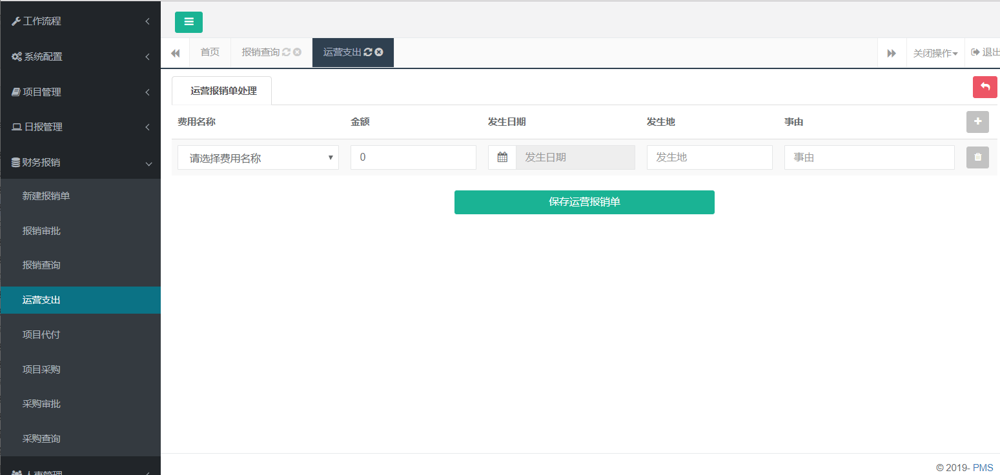 工作流程
系统配置
项目管理
日报管理
财务报销
新建报销单
报销审批
报销查询
运营支出
项目代付
项目采购
采购审批
采购查询
人事管理
首页
报销查询
运营支出
关闭操作
退出
运营报销单处理
费用名称 金额 发生日期 发生地 事由
请选择费用名称 0 发生日期 发生地 事由
保存运营报销单
© 2019- PMS